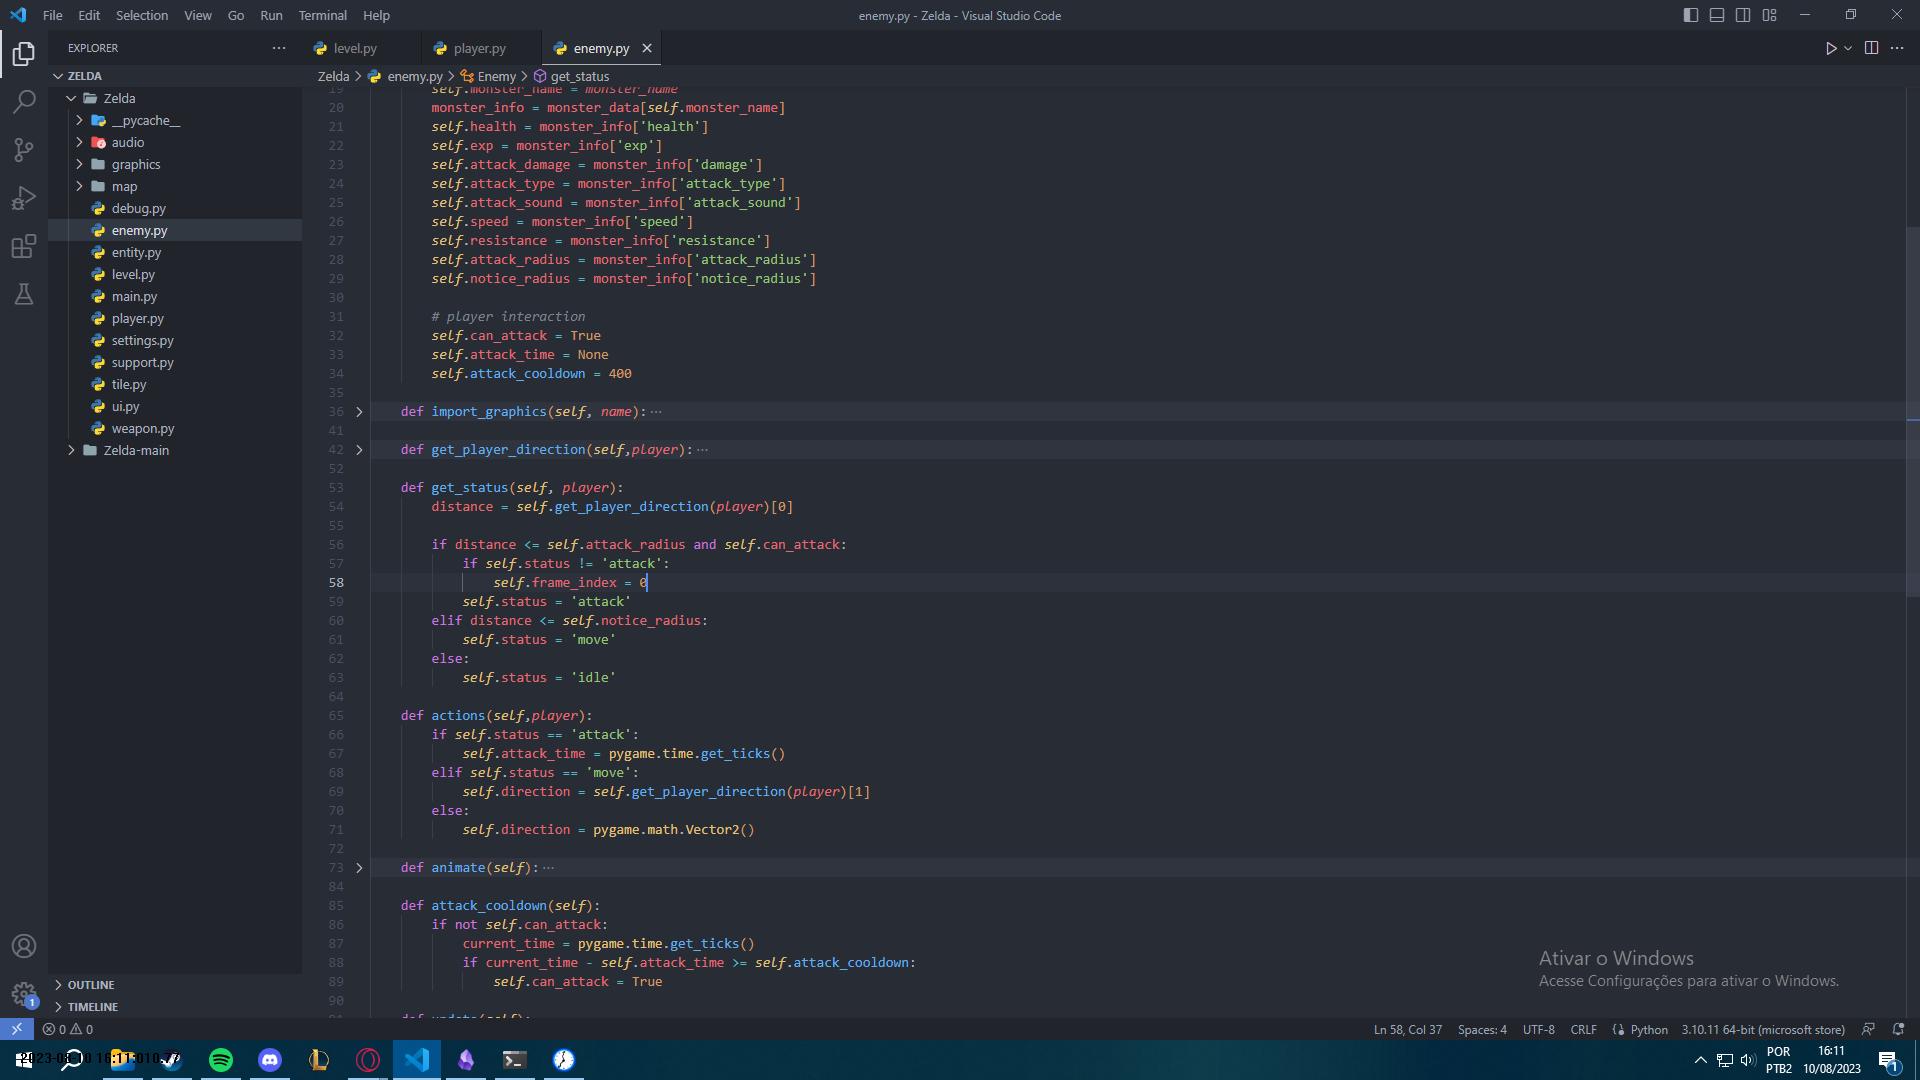 File Edit Selection View Go Run Terminal Help
enemy.py - Zelda - Visual Studio Code
EXPLORER
level.py
player.py
enemy.py
ZELDA
Zelda > enemy.py > Enemy > get_status
Zelda
__pycache__
audio
graphics
map
debug.py
enemy.py
entity.py
level.py
main.py
player.py
settings.py
support.py
tile.py
ui.py
weapon.py
Zelda-main
OUTLINE
TIMELINE
19 self.monster_name = monster_name
20 monster_info = monster_data[self.monster_name]
21 self.health = monster_info['health']
22 self.exp = monster_info['exp']
23 self.attack_damage = monster_info['damage']
24 self.attack_type = monster_info['attack_type']
25 self.attack_sound = monster_info['attack_sound']
26 self.speed = monster_info['speed']
27 self.resistance = monster_info['resistance']
28 self.attack_radius = monster_info['attack_radius']
29 self.notice_radius = monster_info['notice_radius']
30
31 # player interaction
32 self.can_attack = True
33 self.attack_time = None
34 self.attack_cooldown = 400
35
36 def import_graphics(self, name):···
41
42 def get_player_direction(self,player):···
52
53 def get_status(self, player):
54 distance = self.get_player_direction(player)[0]
55
56 if distance <= self.attack_radius and self.can_attack:
57 if self.status != 'attack':
58 self.frame_index = 0
59 self.status = 'attack'
60 elif distance <= self.notice_radius:
61 self.status = 'move'
62 else:
63 self.status = 'idle'
64
65 def actions(self,player):
66 if self.status == 'attack':
67 self.attack_time = pygame.time.get_ticks()
68 elif self.status == 'move':
69 self.direction = self.get_player_direction(player)[1]
70 else:
71 self.direction = pygame.math.Vector2()
72
73 def animate(self):···
84
85 def attack_cooldown(self):
86 if not self.can_attack:
87 current_time = pygame.time.get_ticks()
88 if current_time - self.attack_time >= self.attack_cooldown:
89 self.can_attack = True
90
91 def update(self):
Ativar o Windows
Acesse Configurações para ativar o Windows.
1
0 0
Ln 58, Col 37 Spaces: 4 UTF-8 CRLF Python 3.10.11 64-bit (microsoft store)
POR
PTB2
16:11
10/08/2023
1